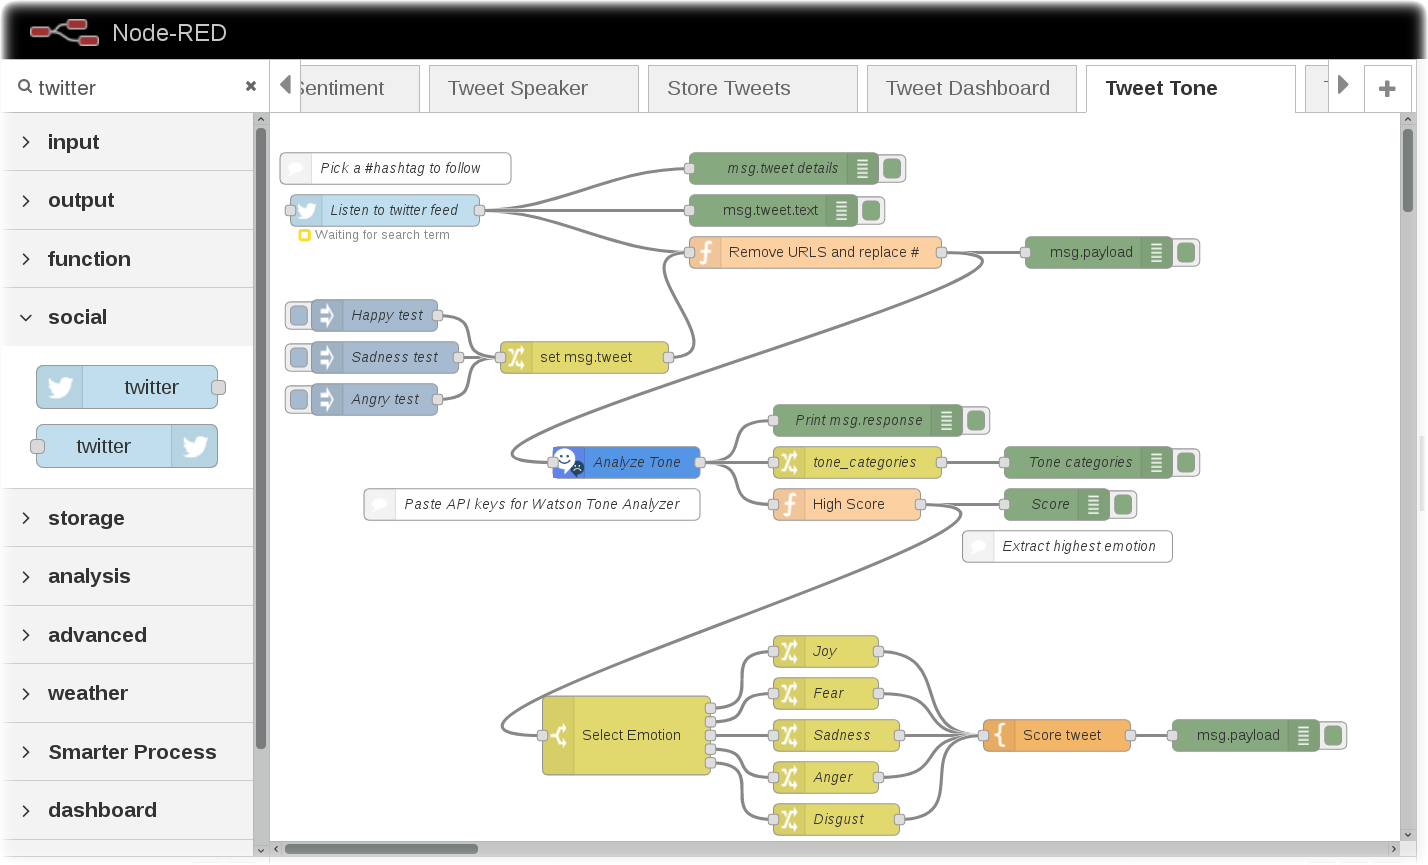 Node-RED
twitter
Sentiment
Tweet Speaker
Store Tweets
Tweet Dashboard
Tweet Tone
input
output
function
social
twitter
twitter
storage
analysis
advanced
weather
Smarter Process
dashboard
Pick a #hashtag to follow
msg.tweet details
Listen to twitter feed
msg.tweet.text
Waiting for search term
Remove URLS and replace #
msg.payload
Happy test
Sadness test
set msg.tweet
Angry test
Print msg.response
Analyze Tone
tone_categories
Tone categories
Paste API keys for Watson Tone Analyzer
High Score
Score
Extract highest emotion
Joy
Fear
Select Emotion
Sadness
Score tweet
msg.payload
Anger
Disgust